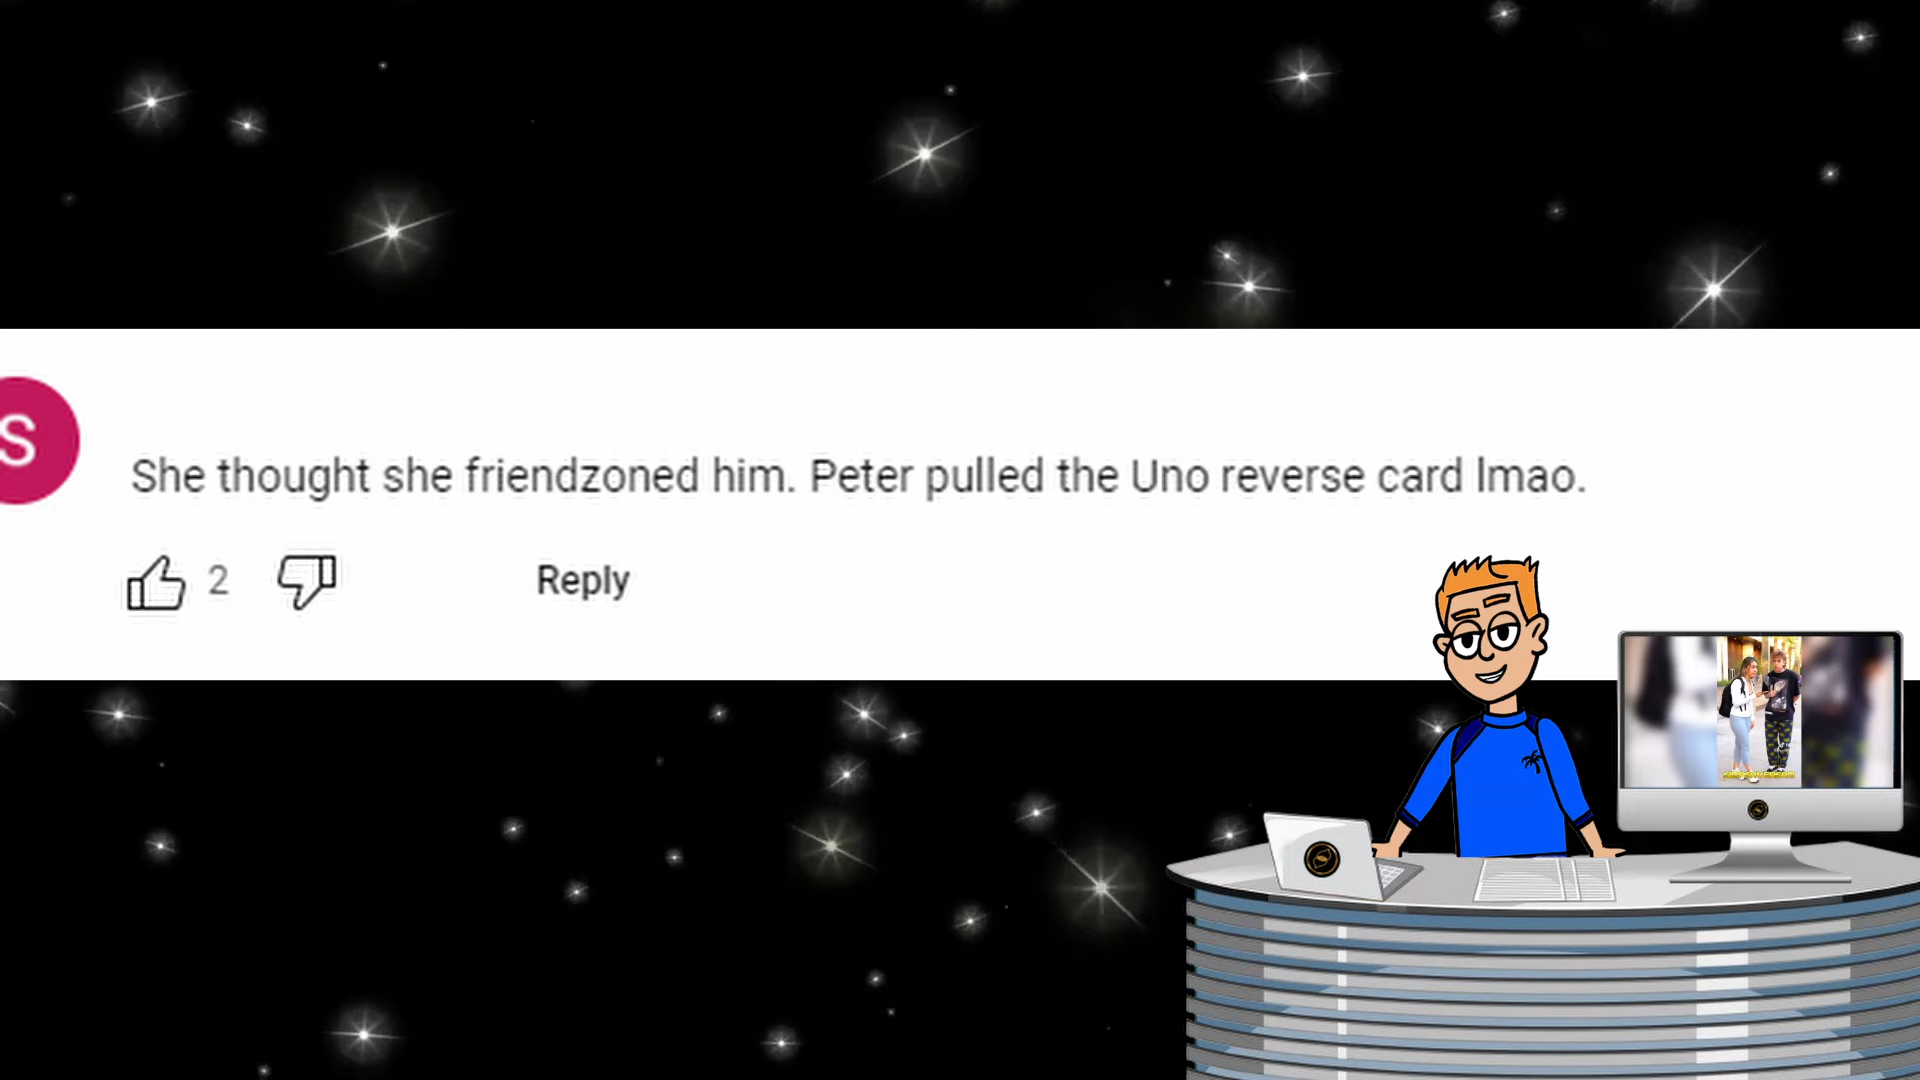 S
She thought she friendzoned him. Peter pulled the Uno reverse card lmao.
2
Reply